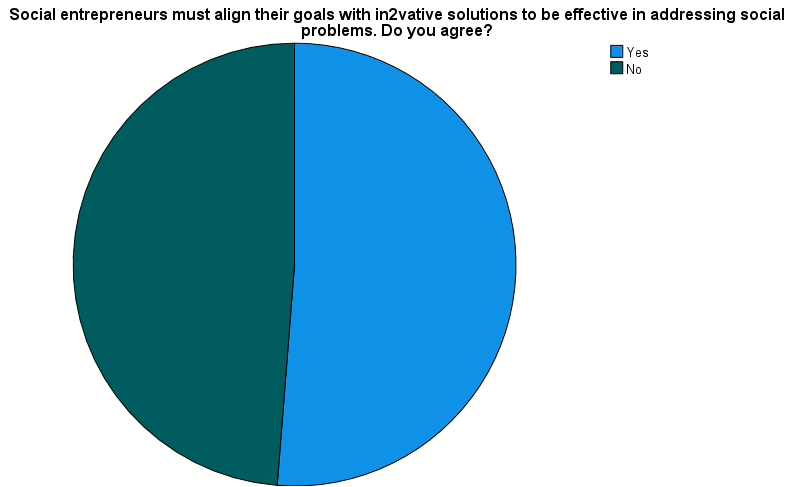 Social entrepreneurs must align their goals with in2vative solutions to be effective in addressing social
problems. Do you agree?
Yes
No